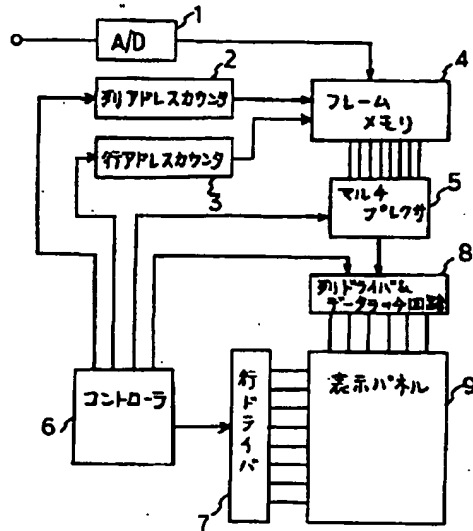 1
A/D
2
列アドレスカウンタ
4
フレーム
メモリ
行アドレスカウンタ
3
マルチ
プレクサ
5
8
列ドライバ&
データラッチ回路
コントローラ
6
行ドライバ
7
表示パネル
9